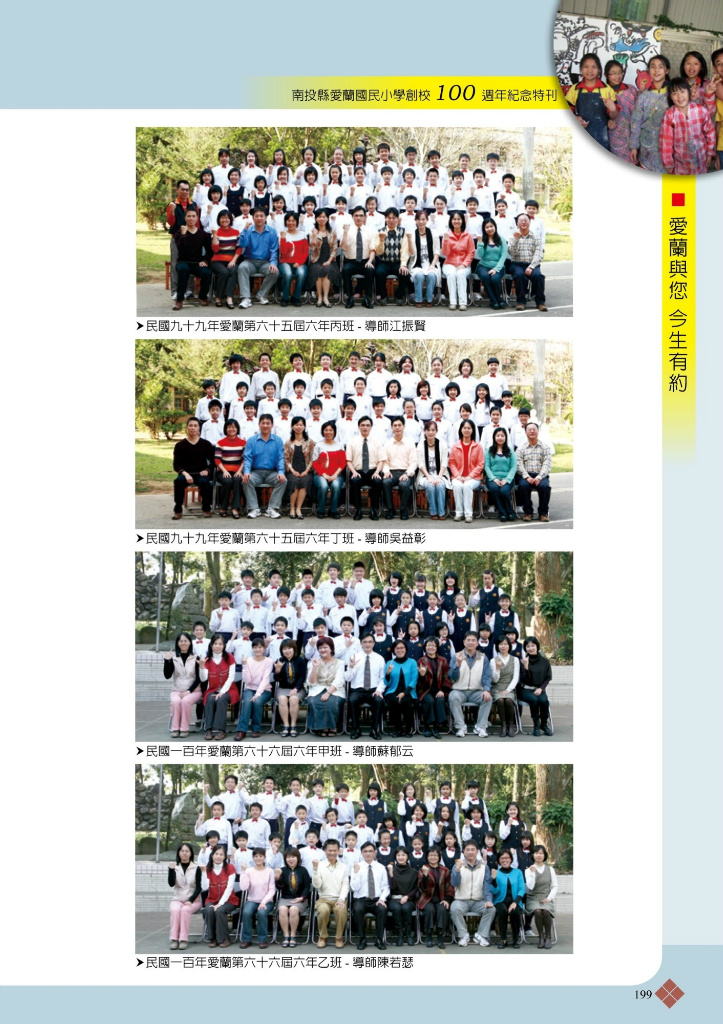 南投縣愛蘭國民小學創校 100 週年紀念特刊
■ 愛蘭與您 今生有約
➤民國九十九年愛蘭第六十五屆六年丙班 - 導師江振賢
➤民國九十九年愛蘭第六十五屆六年丁班 - 導師吳益彰
➤民國一百年愛蘭第六十六屆六年甲班 - 導師蘇郁云
➤民國一百年愛蘭第六十六屆六年乙班 - 導師陳若瑟
199